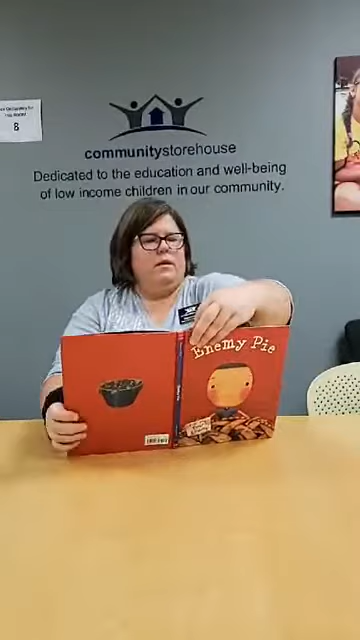 8
communitystorehouse
Dedicated to the education and well-being
of low income children in our community.
Enemy Pie